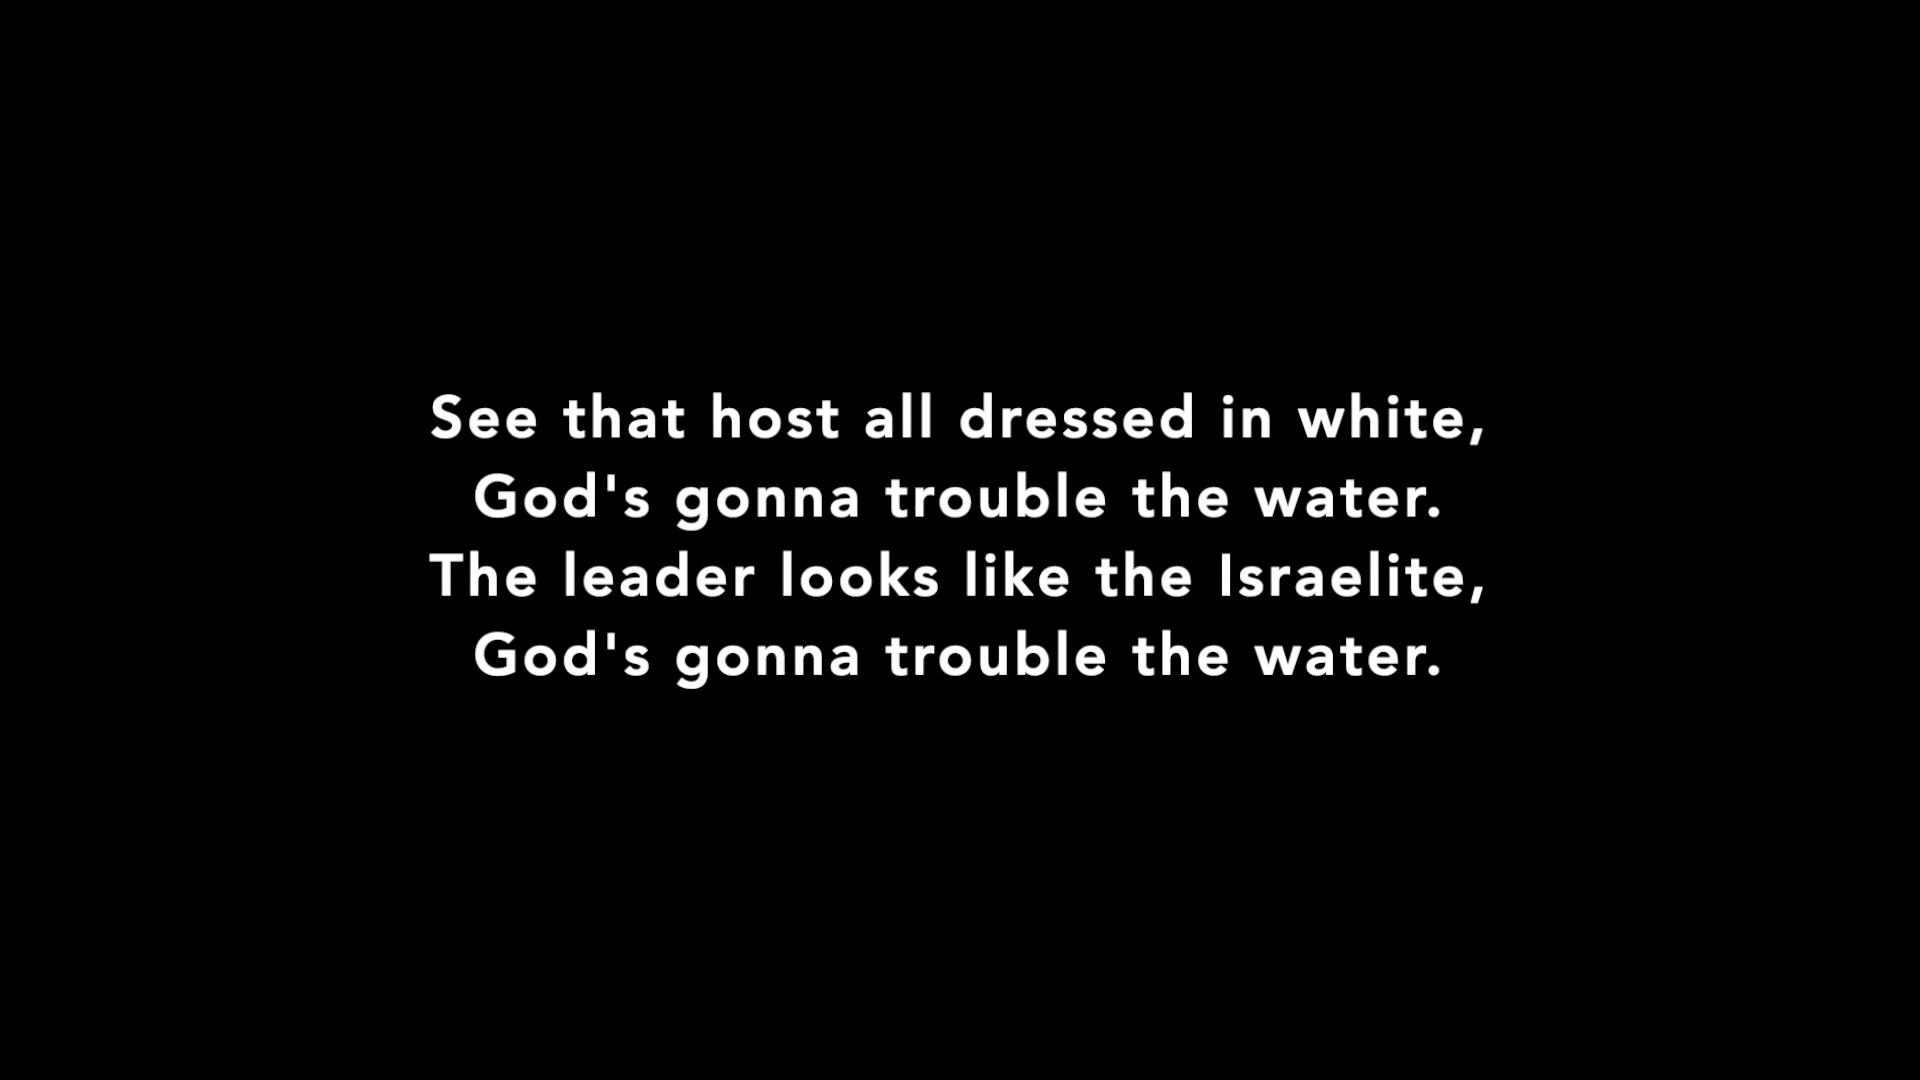 See that host all dressed in white,
God's gonna trouble the water.
The leader looks like the Israelite,
God's gonna trouble the water.